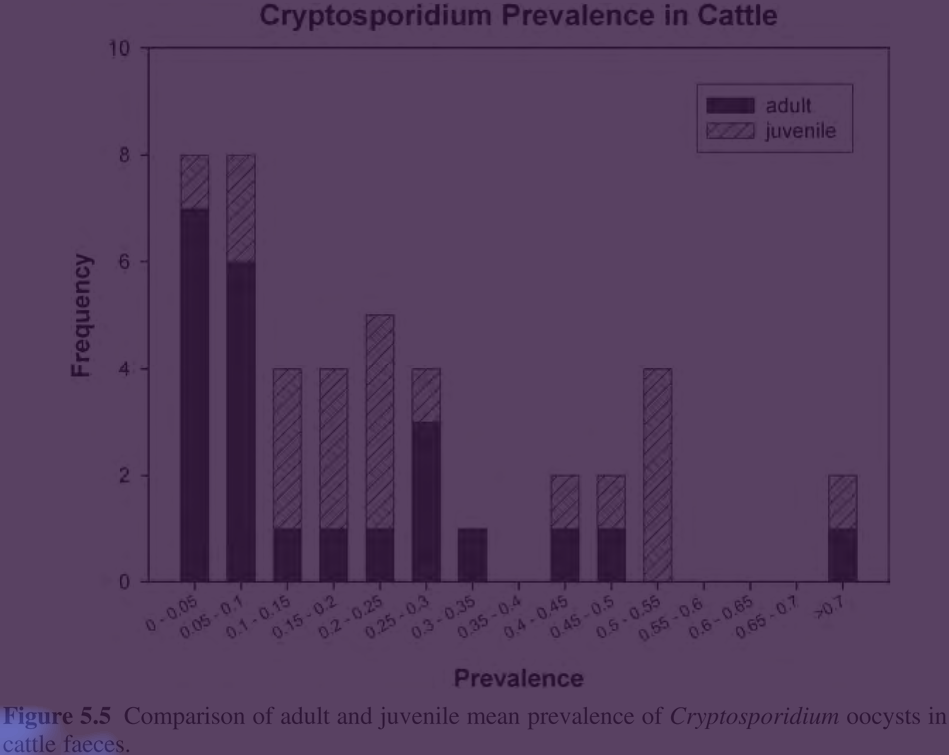 Cryptosporidium Prevalence in Cattle
10
adult
juvenile
8
6
Frequency
4
2
0
0 - 0.05
0.05 - 0.1
0.1 - 0.15
0.15 - 0.2
0.2 - 0.25
0.25 - 0.3
0.3 - 0.35
0.35 - 0.4
0.4 - 0.45
0.45 - 0.5
0.5 - 0.55
0.55 - 0.6
0.6 - 0.65
0.65 - 0.7
>0.7
Prevalence
Figure 5.5 Comparison of adult and juvenile mean prevalence of Cryptosporidium oocysts in
cattle faeces.